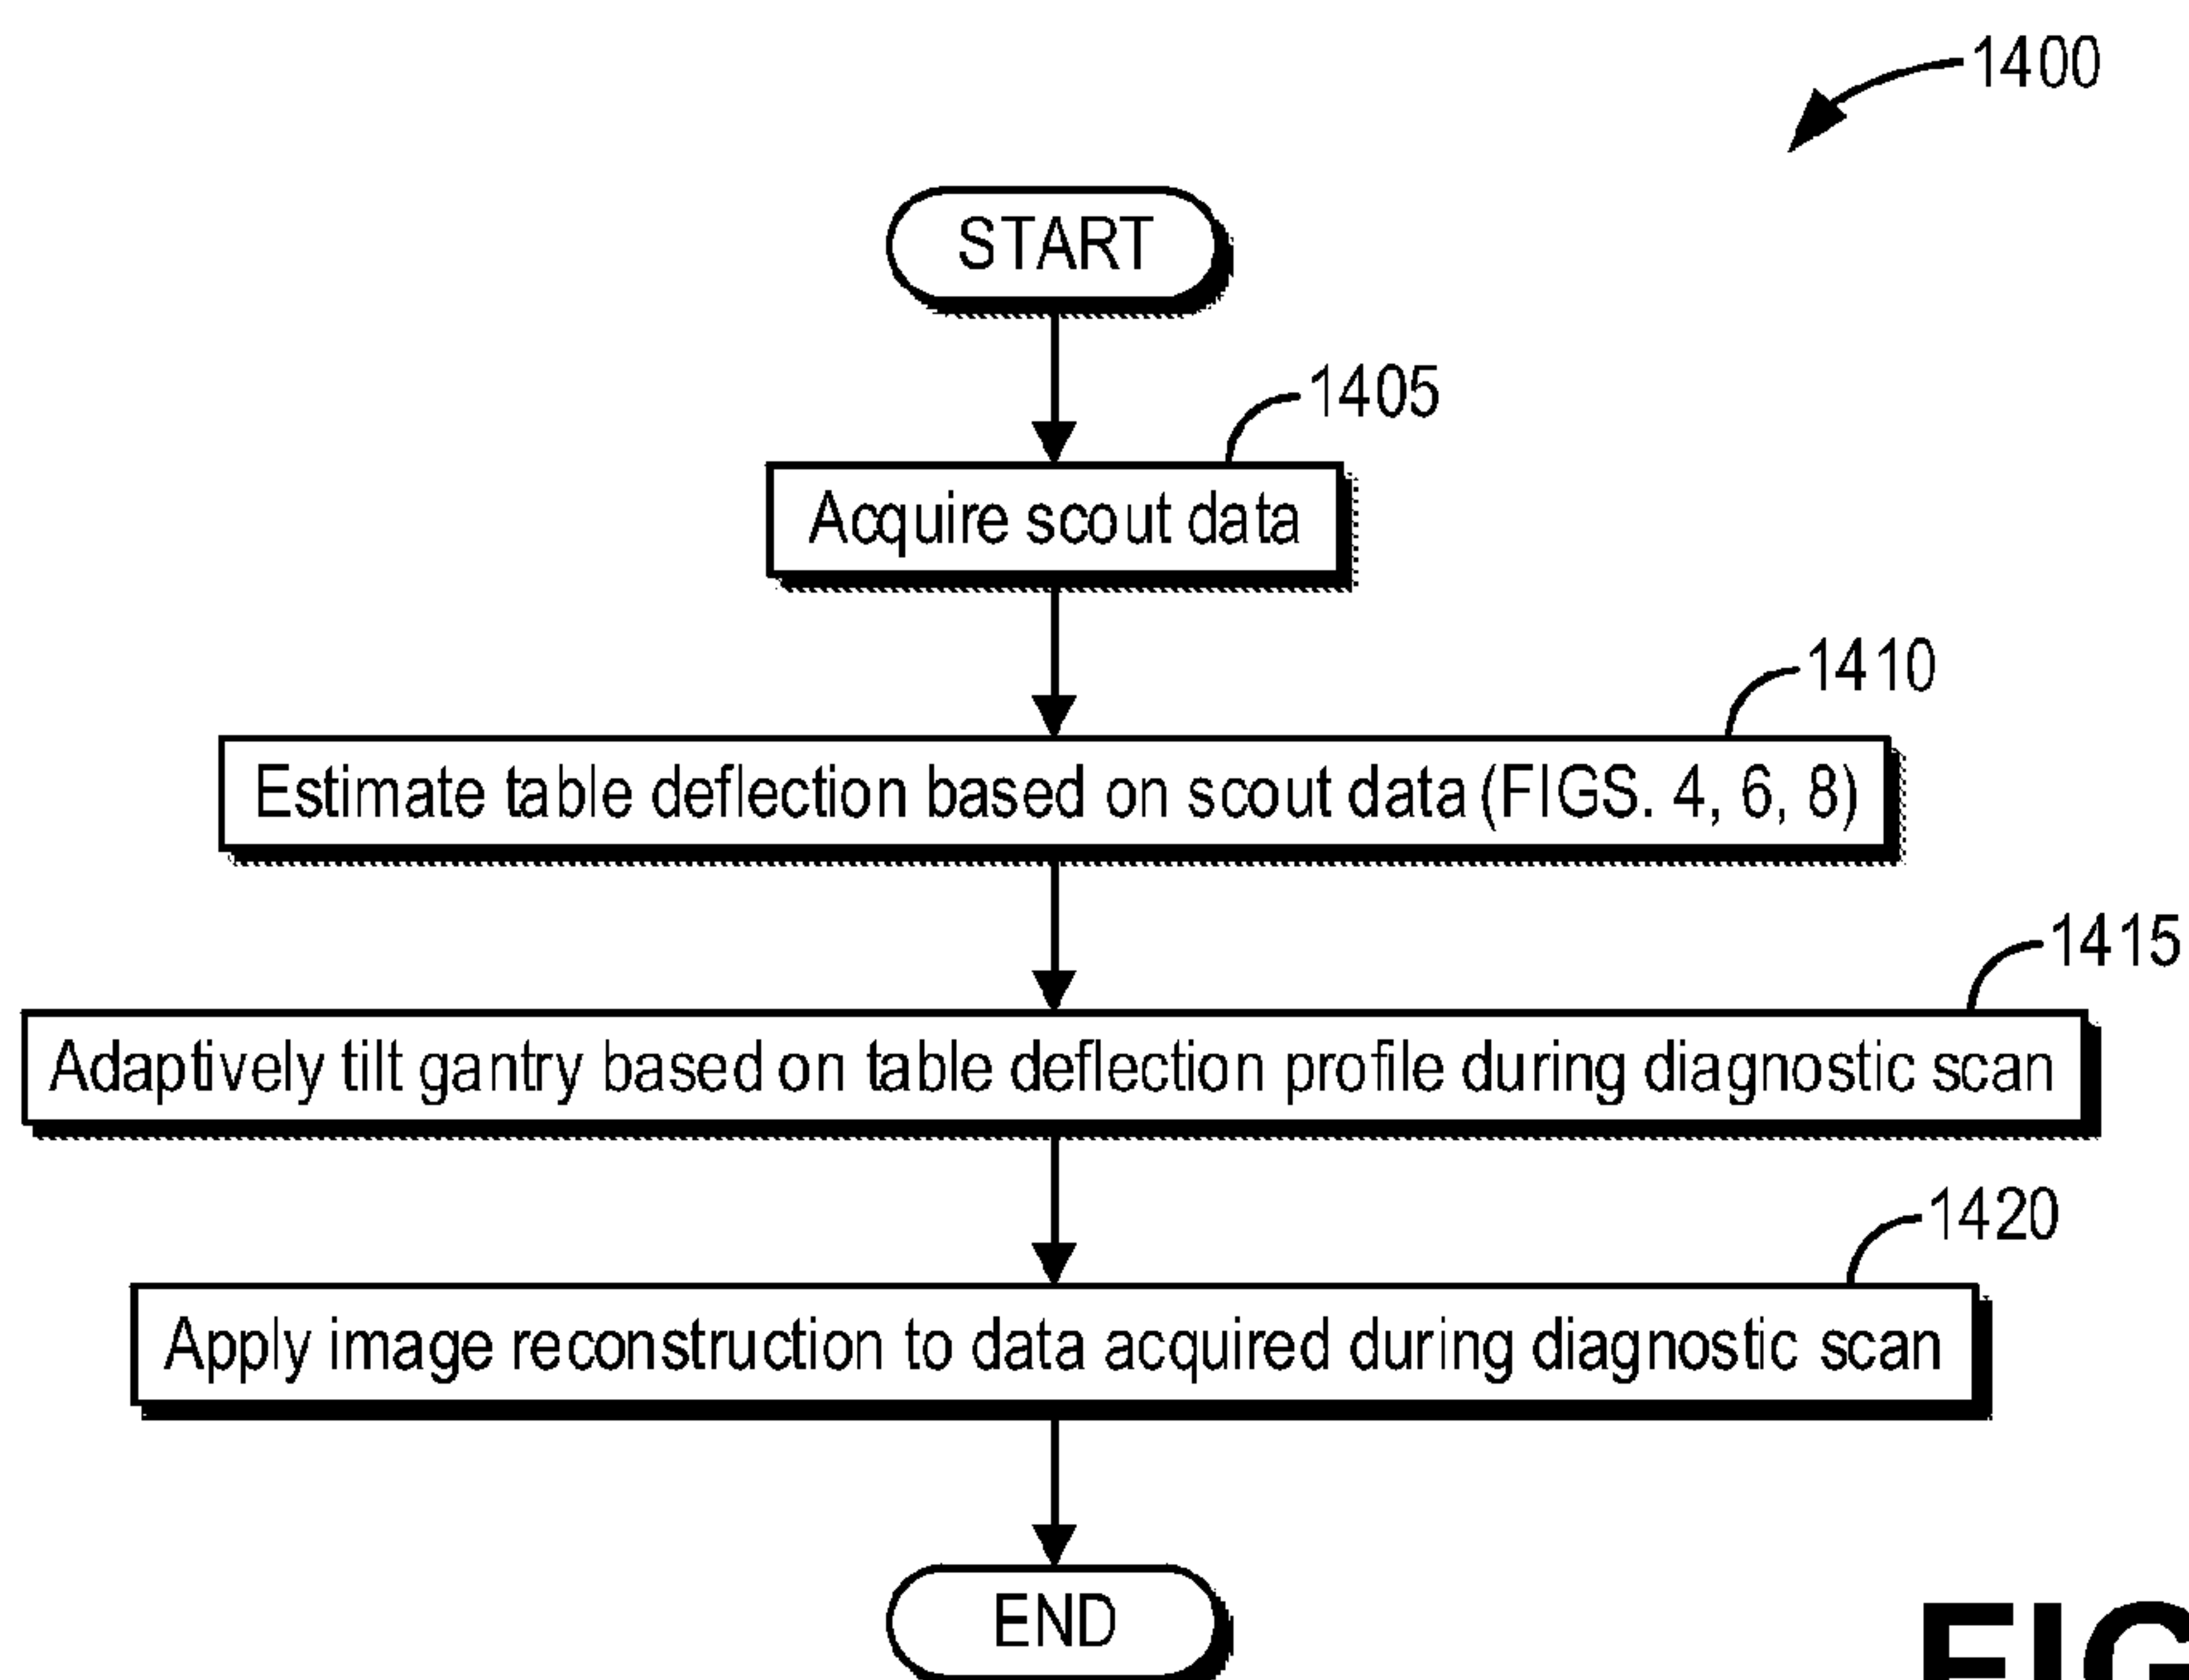 1400
START
1405
Acquire scout data
1410
Estimate table deflection based on scout data (FIGS. 4, 6, 8)
1415
Adaptively tilt gantry based on table deflection profile during diagnostic scan
1420
Apply image reconstruction to data acquired during diagnostic scan
END
FIG